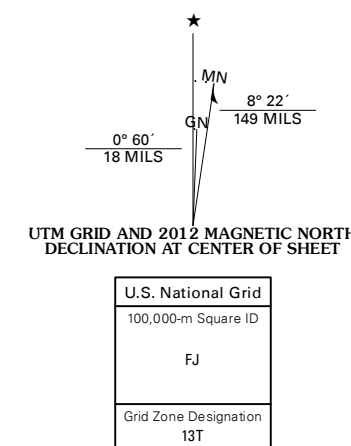 ★
MN
GN
8° 22´
149 MILS
0° 60´
18 MILS
UTM GRID AND 2012 MAGNETIC NORTH
DECLINATION AT CENTER OF SHEET
U.S. National Grid
100,000-m Square ID
FJ
Grid Zone Designation
13T